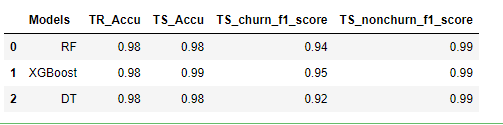 Models TR_Accu TS_Accu TS_churn_f1_score TS_nonchurn_f1_score
0 RF 0.98 0.98 0.94 0.99
1 XGBoost 0.98 0.99 0.95 0.99
2 DT 0.98 0.98 0.92 0.99